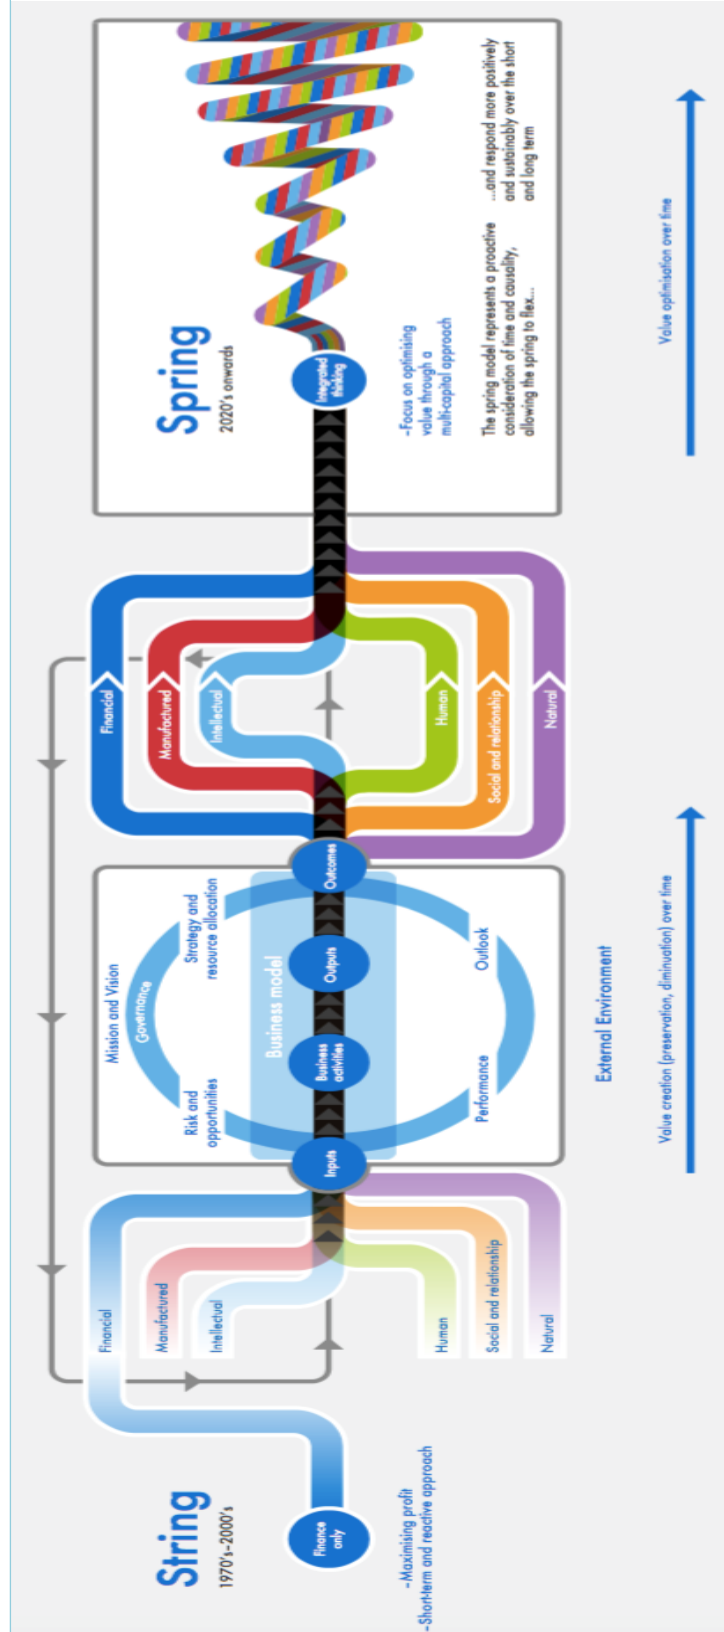 String
1970's–2000's
Finance
only
–Maximising profit
–Short-term and reactive approach
Financial
Manufactured
Intellectual
Human
Social and relationship
Natural
Mission and Vision
Governance
Risk and
opportunities
Strategy and
resource allocation
Business model
Inputs
Business
activities
Outputs
Outcomes
Performance
Outlook
External Environment
Value creation (preservation, diminuation) over time
Financial
Manufactured
Intellectual
Human
Social and relationship
Natural
Spring
2020's onwards
Integrated
thinking
–Focus on optimising
value through a
multi-capital approach
The spring model represents a proactive
consideration of time and causality,
allowing the spring to flex...
...and respond more positively
and sustainably over the short
and long term
Value optimisation over time